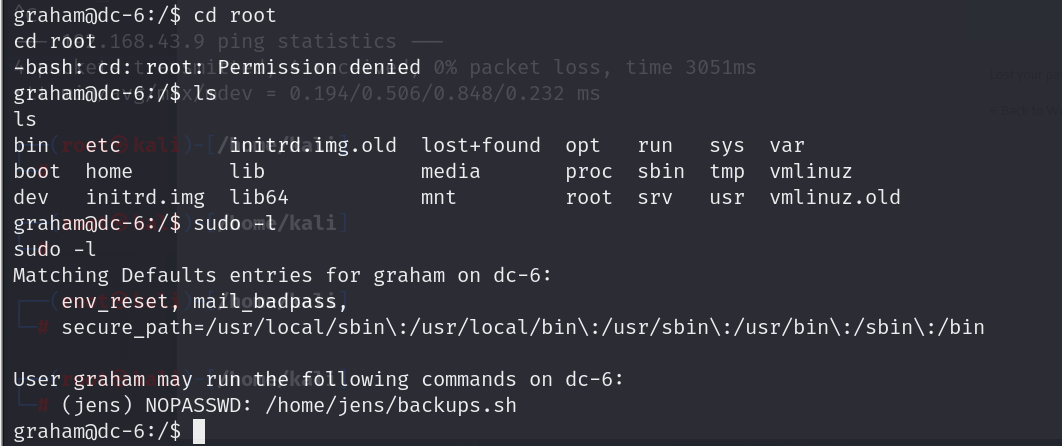 graham@dc-6:/$ cd root
cd root
-bash: cd: root: Permission denied
graham@dc-6:/$ ls
ls
bin   etc         initrd.img.old  lost+found  opt   run   sys  var
boot  home        lib             media       proc  sbin  tmp  vmlinuz
dev   initrd.img  lib64           mnt         root  srv   usr  vmlinuz.old
graham@dc-6:/$ sudo -l
sudo -l
Matching Defaults entries for graham on dc-6:
    env_reset, mail_badpass,
    secure_path=/usr/local/sbin\:/usr/local/bin\:/usr/sbin\:/usr/bin\:/sbin\:/bin

User graham may run the following commands on dc-6:
    (jens) NOPASSWD: /home/jens/backups.sh
graham@dc-6:/$